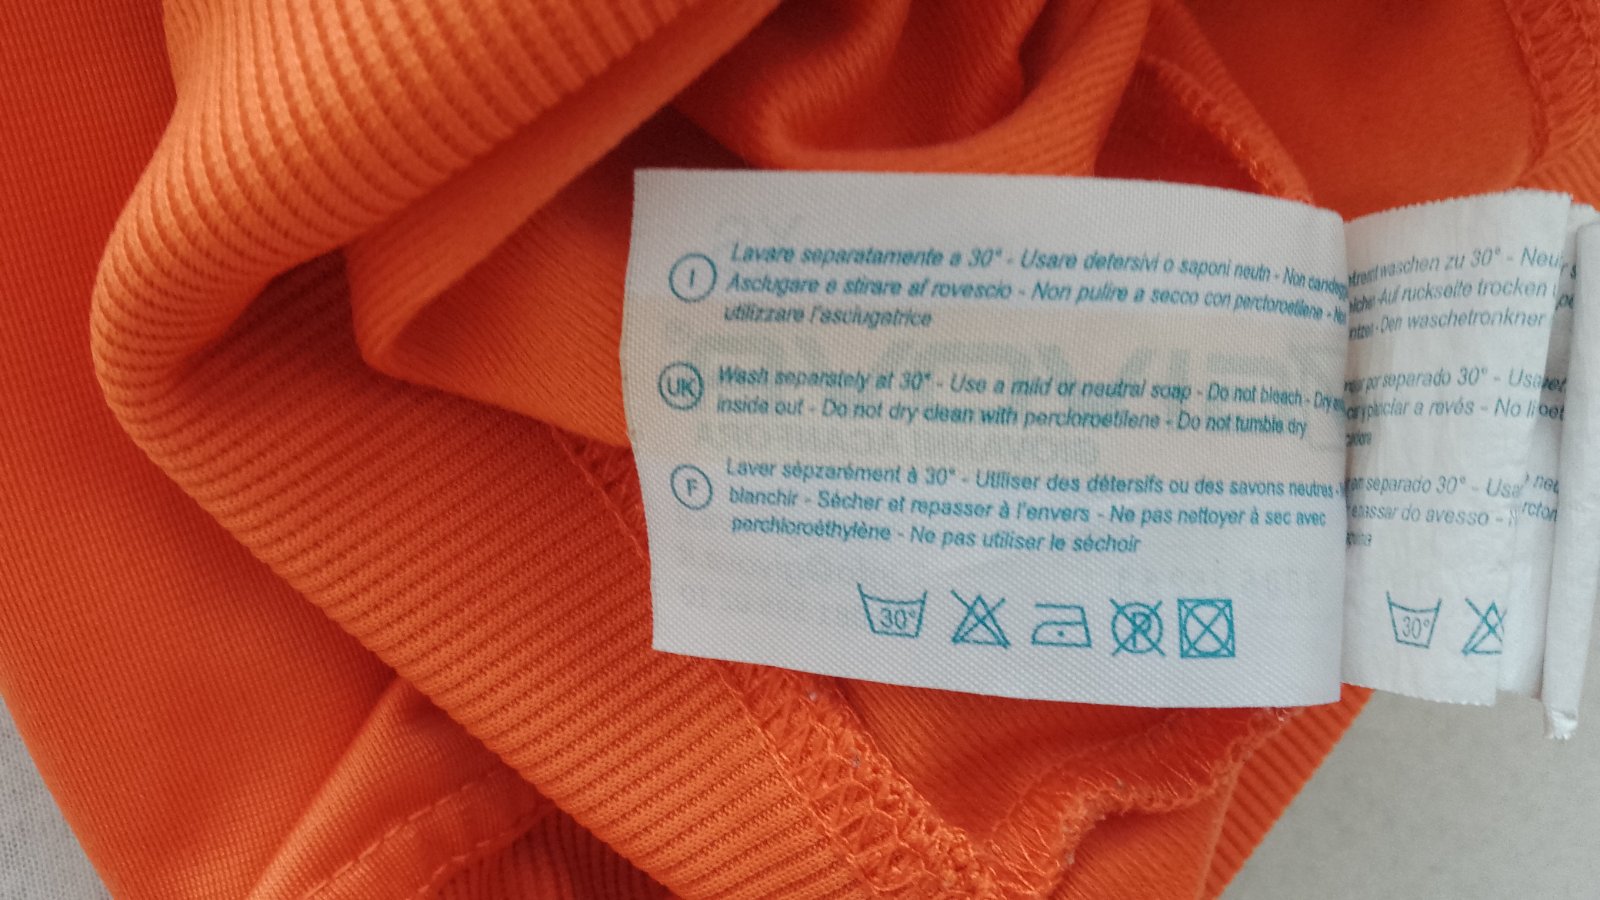 I
Lavare separatamente a 30° - Usare detersivi o saponi neutri - Non
Asciugare e stirare al rovescio - Non pulire a secco con percloroetilene -
utilizzare l'asciugatrice
UK
Wash separately at 30° - Use a mild or neutral soap - Do not bleach - Dry
inside out - Do not dry clean with percloroetilene - Do not tumble dry
F
Laver sèpzarément à 30° - Utiliser des détersifs ou des savons neutres -
blanchir - Sécher et repasser à l'envers - Ne pas nettoyer à sec avec
perchloroéthylène - Ne pas utiliser le séchoir
30°
P
waschen zu 30° -
Auf ruckseite trocken
Den waschetronkner
por separado 30° -
a revés - No
separado 30° -
do avesso -
30°